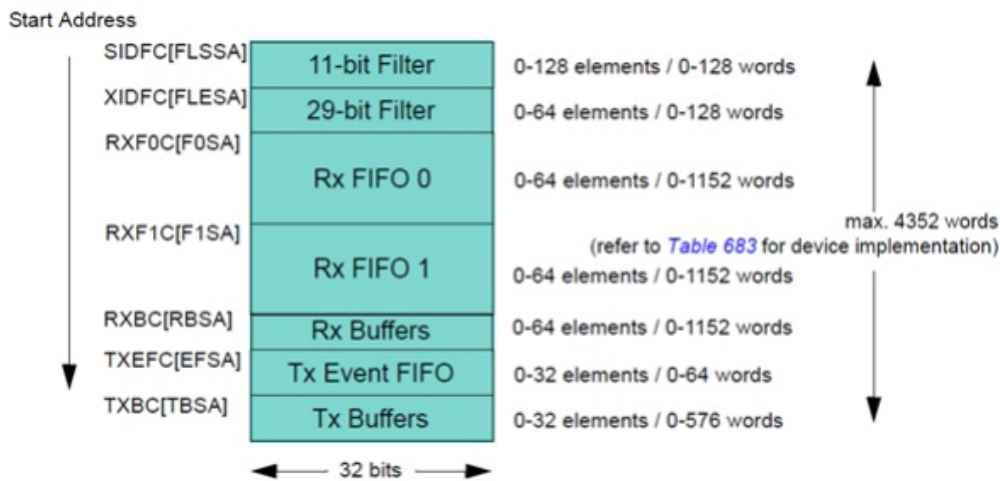 Start Address
SIDFC[FLSSA]
11-bit Filter
0-128 elements / 0-128 words
XIDFC[FLESA]
29-bit Filter
0-64 elements / 0-128 words
RXF0C[F0SA]
Rx FIFO 0
0-64 elements / 0-1152 words
max. 4352 words
(refer to Table 683 for device implementation)
RXF1C[F1SA]
Rx FIFO 1
0-64 elements / 0-1152 words
RXBC[RBSA]
Rx Buffers
0-64 elements / 0-1152 words
TXEFC[EFSA]
Tx Event FIFO
0-32 elements / 0-64 words
TXBC[TBSA]
Tx Buffers
0-32 elements / 0-576 words
32 bits